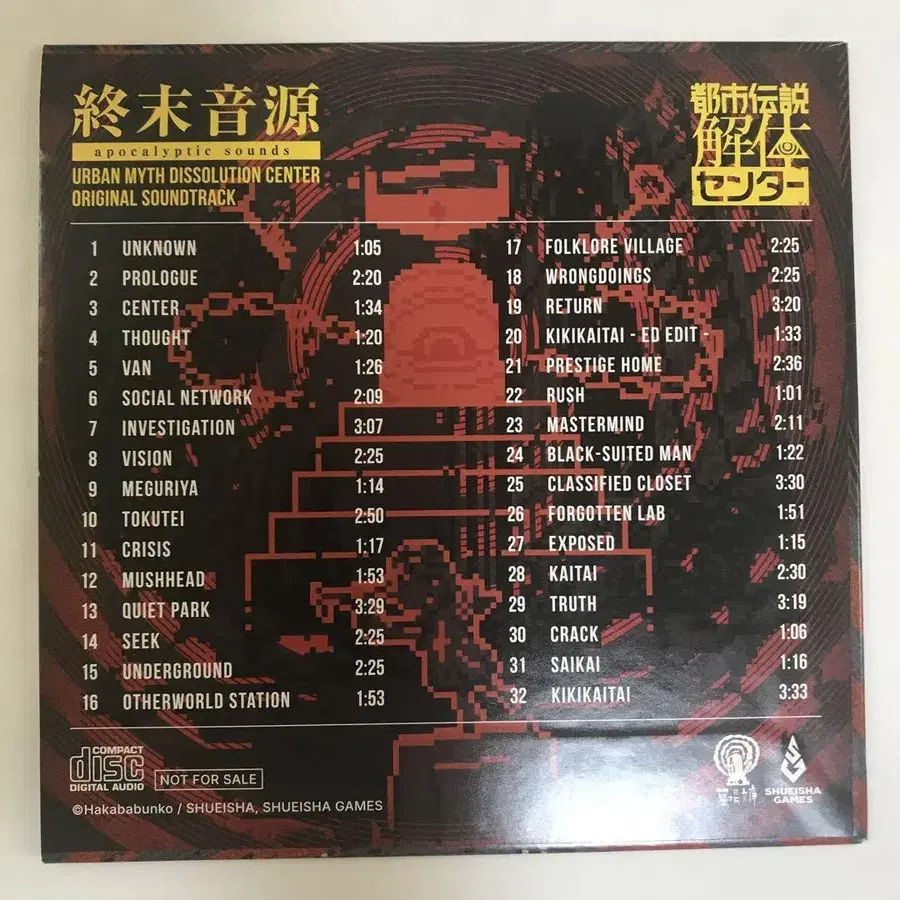 終末音源
apocalyptic sounds
URBAN MYTH DISSOLUTION CENTER
ORIGINAL SOUNDTRACK
都市伝説
解体
センター
1 UNKNOWN 1:05
2 PROLOGUE 2:20
3 CENTER 1:34
4 THOUGHT 1:20
5 VAN 1:26
6 SOCIAL NETWORK 2:09
7 INVESTIGATION 3:07
8 VISION 2:25
9 MEGURIYA 1:14
10 TOKUTEI 2:50
11 CRISIS 1:17
12 MUSHHEAD 1:53
13 QUIET PARK 3:29
14 SEEK 2:25
15 UNDERGROUND 2:25
16 OTHERWORLD STATION 1:53
17 FOLKLORE VILLAGE 2:25
18 WRONGDOINGS 2:25
19 RETURN 3:20
20 KIKIKAITAI - ED EDIT - 1:33
21 PRESTIGE HOME 2:36
22 RUSH 1:01
23 MASTERMIND 2:11
24 BLACK-SUITED MAN 1:22
25 CLASSIFIED CLOSET 3:30
26 FORGOTTEN LAB 1:51
27 EXPOSED 1:15
28 KAITAI 2:30
29 TRUTH 3:19
30 CRACK 1:06
31 SAIKAI 1:16
32 KIKIKAITAI 3:33
COMPACT
disc
DIGITAL AUDIO
NOT FOR SALE
©Hakababunko / SHUEISHA, SHUEISHA GAMES
墓場文庫
SHUEISHA
GAMES